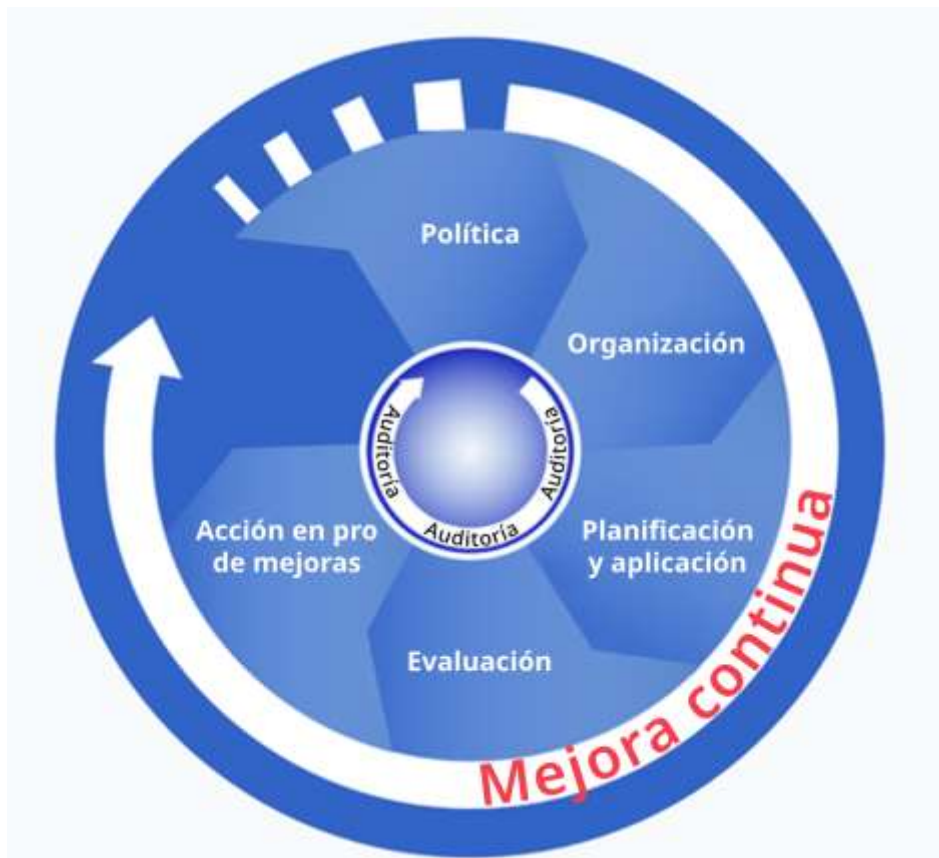 Política
Organización
Planificación
y aplicación
Evaluación
Acción en pro
de mejoras
Auditoría
Auditoría
Auditoría
Mejora continua